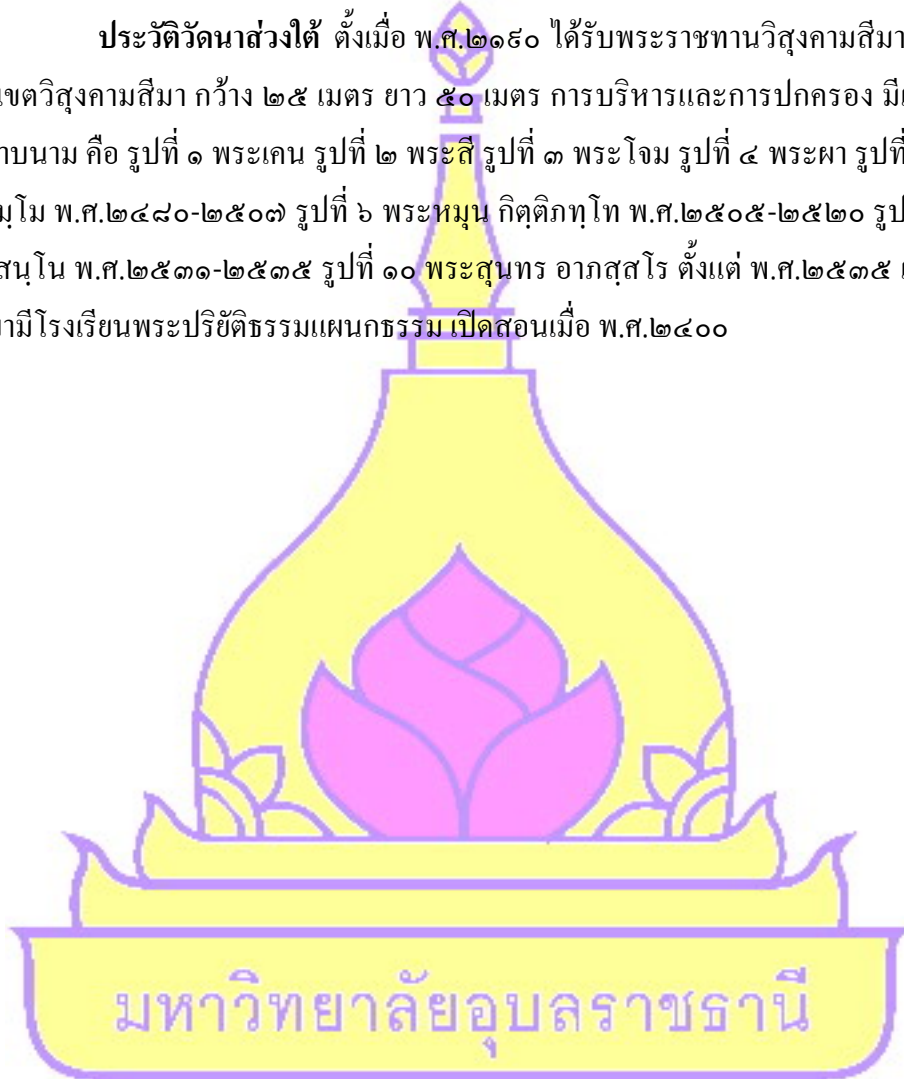 ประวัติวัดนาส่วงใต้ ตั้งเมื่อ พ.ศ.๒๑๙๐ ได้รับพระราชทานวิสุงคามสีมา
เขตวิสุงคามสีมา กว้าง ๒๕ เมตร ยาว ๕๐ เมตร การบริหารและการปกครอง มี
าบนาม คือ รูปที่ ๑ พระเคน รูปที่ ๒ พระสี รูปที่ ๓ พระโจม รูปที่ ๔ พระผา รูปที่
มฺโม พ.ศ.๒๔๘๐-๒๕๐๗ รูปที่ ๖ พระหมุน กิตฺติภทฺโท พ.ศ.๒๕๐๕-๒๕๒๐ รูป
สนฺโน พ.ศ.๒๕๓๑-๒๕๓๕ รูปที่ ๑๐ พระสุนทร อาภสฺสโร ตั้งแต่ พ.ศ.๒๕๓๕
มีโรงเรียนพระปริยัติธรรมแผนกธรรม เปิดสอนเมื่อ พ.ศ.๒๔๐๐
มหาวิทยาลัยอุบลราชธานี